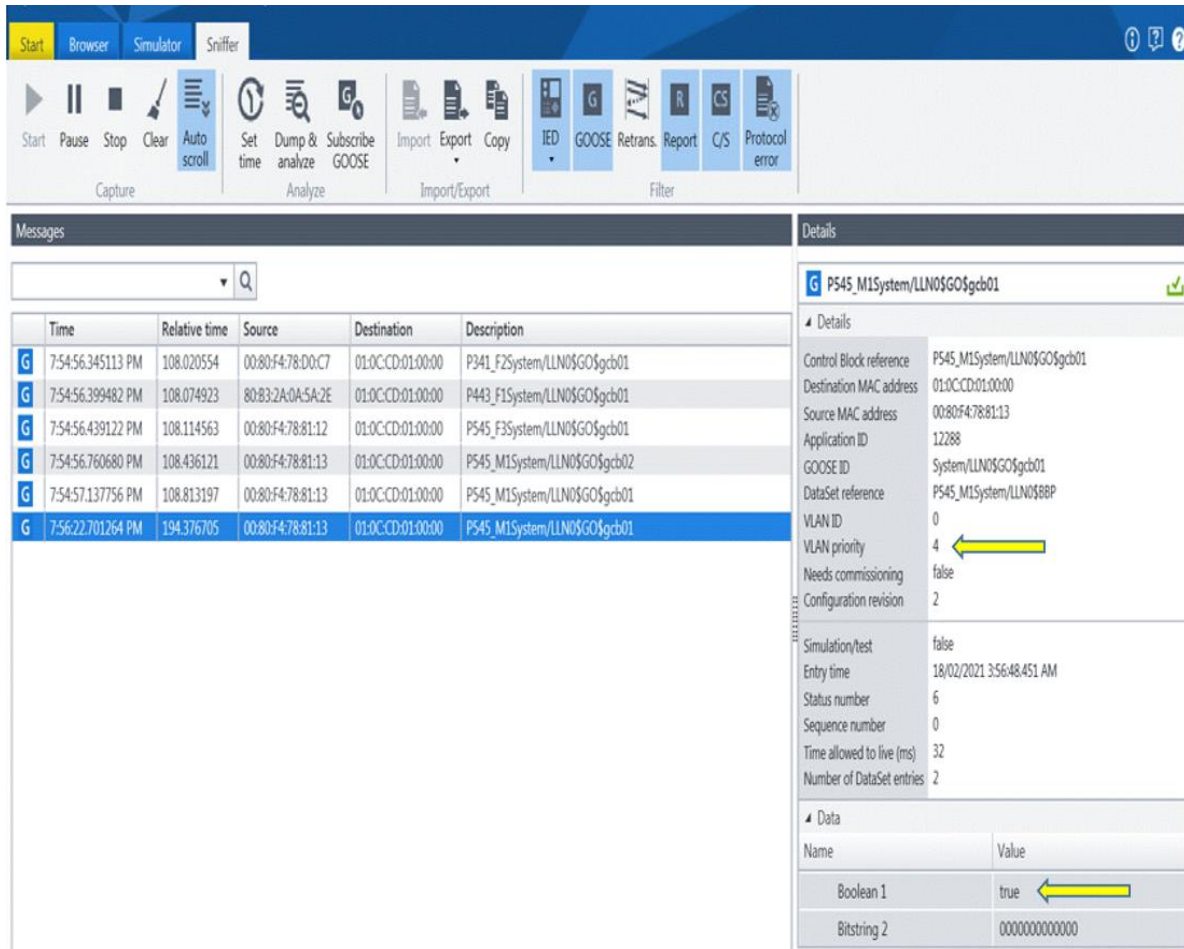 Start Browser Simulator Sniffer
Start Pause Stop Clear Auto scroll
Capture
Set time Dump & analyze Subscribe GOOSE
Analyze
Import Export Copy
Import/Export
IED GOOSE Retrans. Report C/S Protocol error
Filter
Messages
Time Relative time Source Destination Description
G 7:54:56.345113 PM 108.020554 00:80:F4:78:D0:C7 01:0C:CD:01:00:00 P341_F2System/LLN0$GO$gcb01
G 7:54:56.399482 PM 108.074923 80:B3:2A:0A:5A:2E 01:0C:CD:01:00:00 P443_F1System/LLN0$GO$gcb01
G 7:54:56.439122 PM 108.114563 00:80:F4:78:81:12 01:0C:CD:01:00:00 P545_F3System/LLN0$GO$gcb01
G 7:54:56.760680 PM 108.436121 00:80:F4:78:81:13 01:0C:CD:01:00:00 P545_M1System/LLN0$GO$gcb02
G 7:54:57.137756 PM 108.813197 00:80:F4:78:81:13 01:0C:CD:01:00:00 P545_M1System/LLN0$GO$gcb01
G 7:56:22.701264 PM 194.376705 00:80:F4:78:81:13 01:0C:CD:01:00:00 P545_M1System/LLN0$GO$gcb01
Details
G P545_M1System/LLN0$GO$gcb01
Details
Control Block reference P545_M1System/LLN0$GO$gcb01
Destination MAC address 01:0C:CD:01:00:00
Source MAC address 00:80:F4:78:81:13
Application ID 12288
GOOSE ID System/LLN0$GO$gcb01
DataSet reference P545_M1System/LLN0$BBP
VLAN ID 0
VLAN priority 4
Needs commissioning false
Configuration revision 2
Simulation/test false
Entry time 18/02/2021 3:56:48.451 AM
Status number 6
Sequence number 0
Time allowed to live (ms) 32
Number of DataSet entries 2
Data
Name Value
Boolean 1 true
Bitstring 2 0000000000000